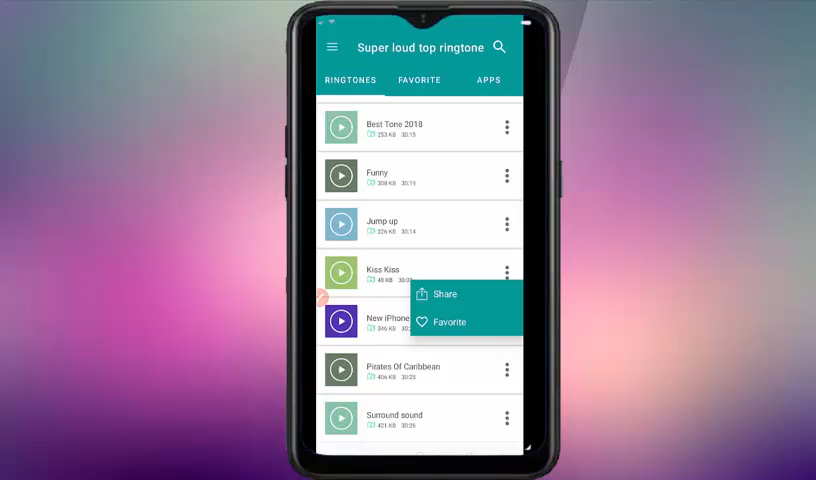 Super loud top ringtone
RINGTONES FAVORITE APPS
Best Tone 2018
253 KB 30:15
Funny
308 KB 30:19
Jump up
226 KB 30:14
Kiss Kiss
48 KB
Share
New iPhone
346 KB
Favorite
Pirates Of Caribbean
406 KB 30:25
Surround sound
421 KB 30:26